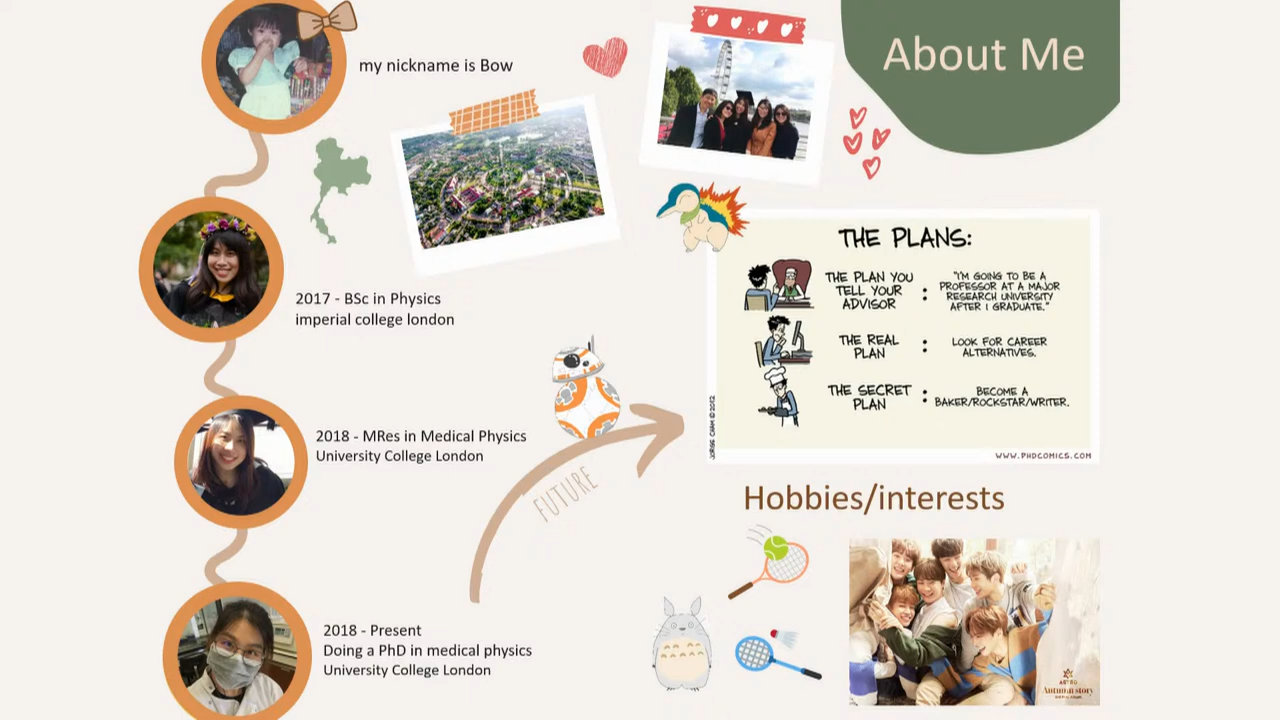 About Me
my nickname is Bow
2017 - BSc in Physics
imperial college london
2018 - MRes in Medical Physics
University College London
2018 - Present
Doing a PhD in medical physics
University College London
FUTURE
THE PLANS:
THE PLAN YOU
TELL YOUR
ADVISOR
:
"I'M GOING TO BE A
PROFESSOR AT A MAJOR
RESEARCH UNIVERSITY
AFTER I GRADUATE."
THE REAL
PLAN
:
LOOK FOR CAREER
ALTERNATIVES.
THE SECRET
PLAN
:
BECOME A
BAKER/ROCKSTAR/WRITER.
JORGE CHAM © 2012
WWW.PHDCOMICS.COM
Hobbies/interests
ASTRO
Autumn story